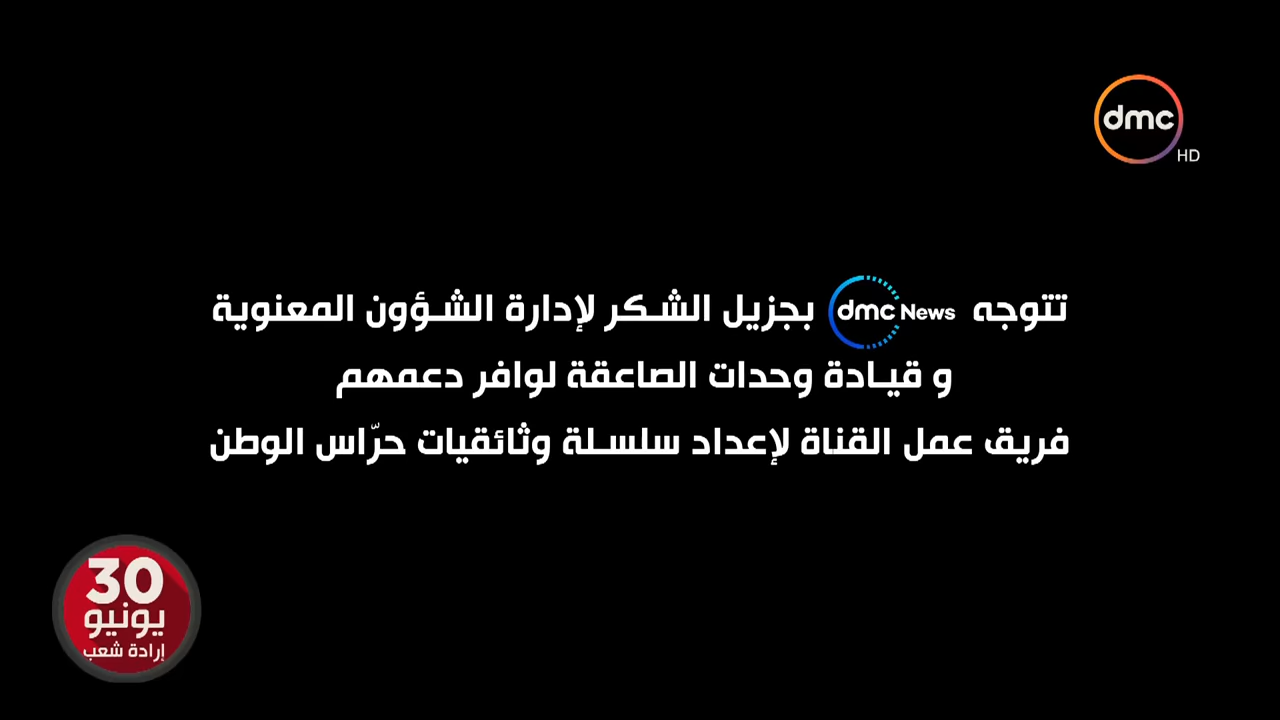 dmc
HD
تتوجه dmc News بجزيل الشكر لإدارة الشؤون المعنوية
و قيادة وحدات الصاعقة لوافر دعمهم
فريق عمل القناة لإعداد سلسلة وثائقيات حرّاس الوطن
30
يونيو
إرادة شعب